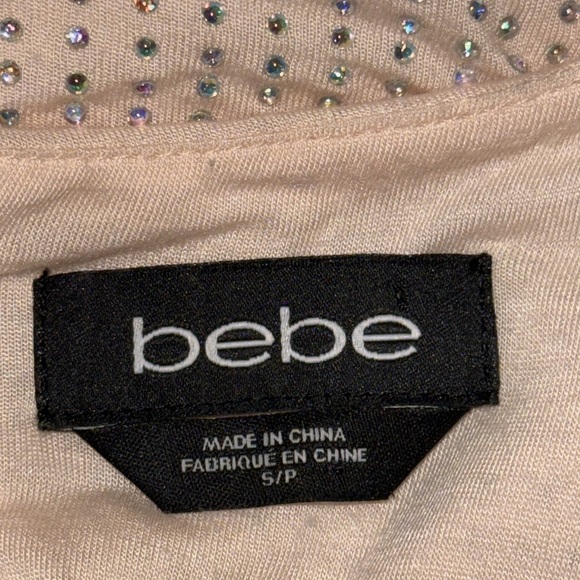 bebe
MADE IN CHINA
FABRIQUÉ EN CHINE
S/P